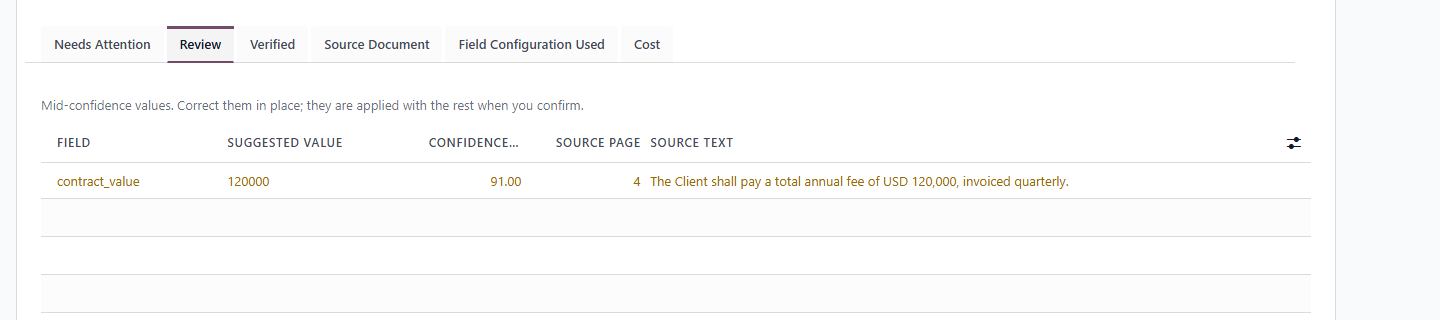 Needs Attention Review Verified Source Document Field Configuration Used Cost
Mid-confidence values. Correct them in place; they are applied with the rest when you confirm.
FIELD SUGGESTED VALUE CONFIDENCE... SOURCE PAGE SOURCE TEXT
contract_value 120000 91.00 4 The Client shall pay a total annual fee of USD 120,000, invoiced quarterly.